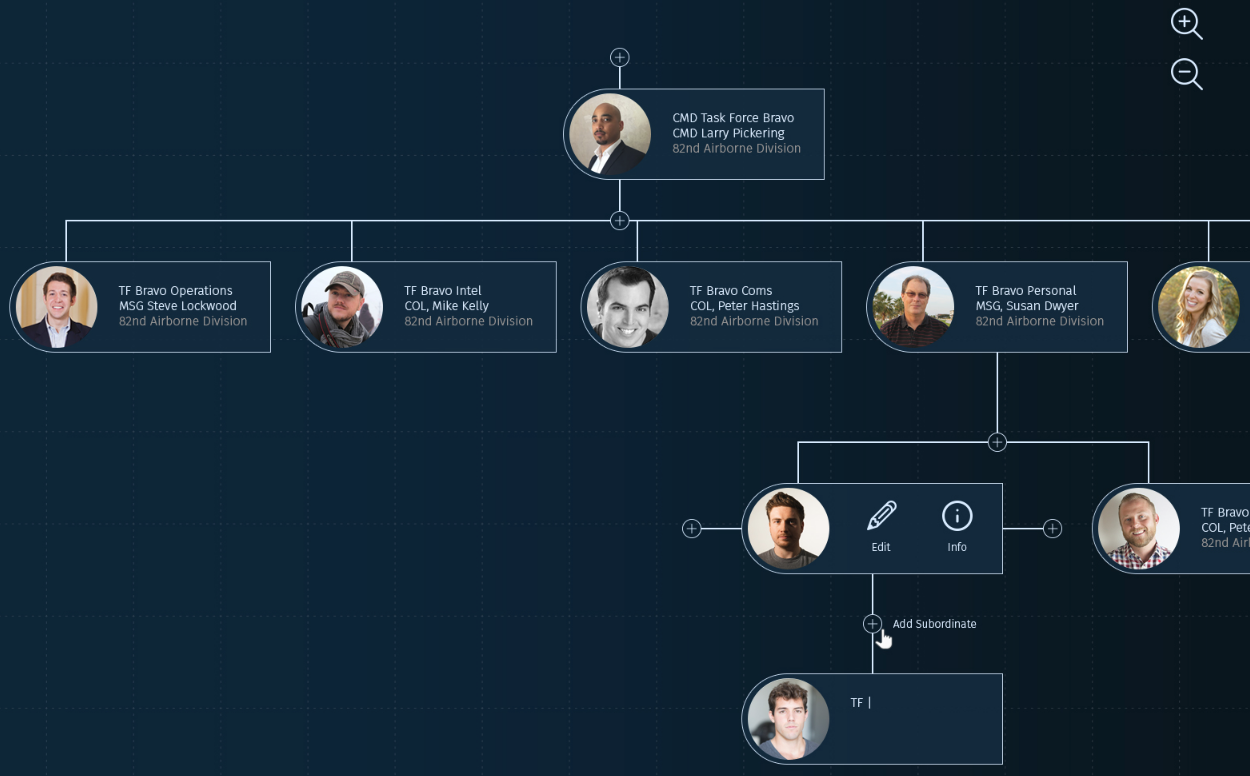 CMD Task Force Bravo
CMD Larry Pickering
82nd Airborne Division
TF Bravo Operations
MSG Steve Lockwood
82nd Airborne Division
TF Bravo Intel
COL, Mike Kelly
82nd Airborne Division
TF Bravo Coms
COL, Peter Hastings
82nd Airborne Division
TF Bravo Personal
MSG, Susan Dwyer
82nd Airborne Division
Edit
Info
TF Bravo
COL, Pete
82nd Air
Add Subordinate
TF